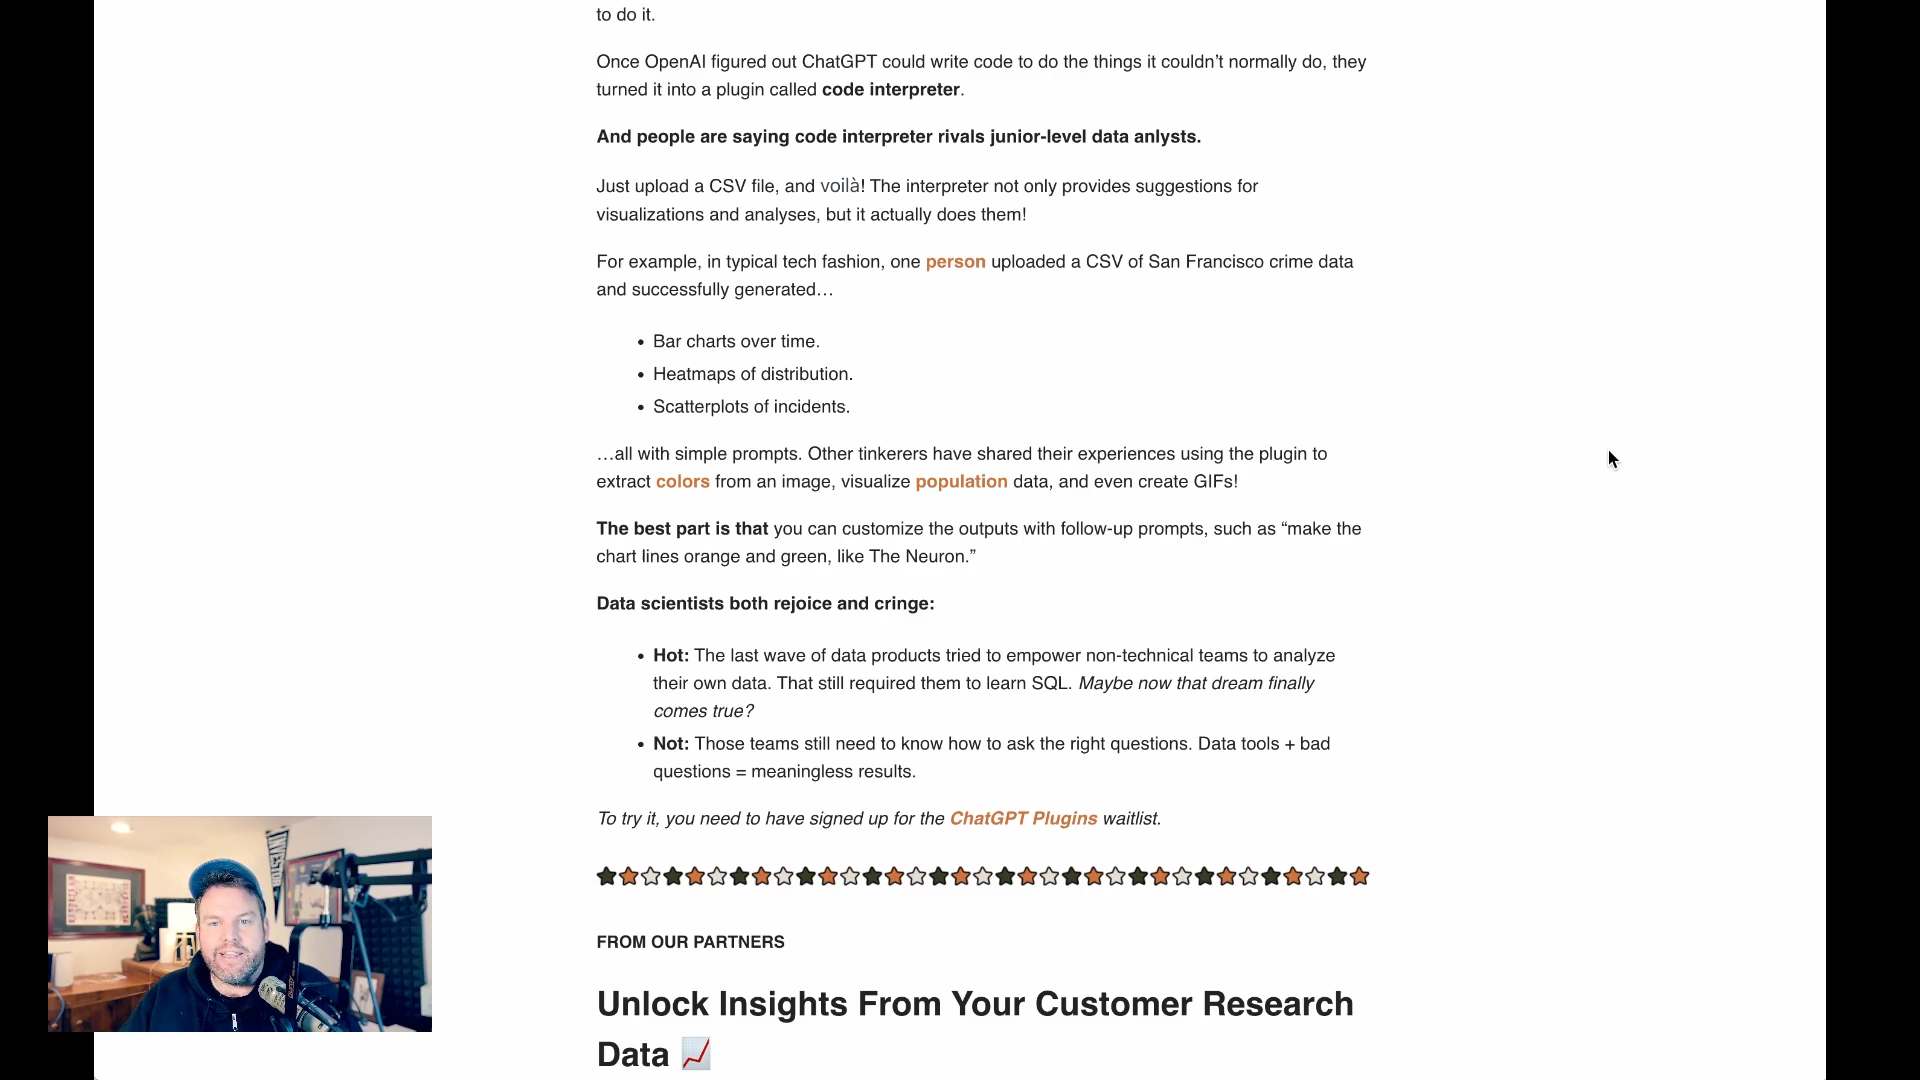 to do it.
Once OpenAI figured out ChatGPT could write code to do the things it couldn’t normally do, they
turned it into a plugin called code interpreter.
And people are saying code interpreter rivals junior-level data anlysts.
Just upload a CSV file, and voilà! The interpreter not only provides suggestions for
visualizations and analyses, but it actually does them!
For example, in typical tech fashion, one person uploaded a CSV of San Francisco crime data
and successfully generated…
• Bar charts over time.
• Heatmaps of distribution.
• Scatterplots of incidents.
…all with simple prompts. Other tinkerers have shared their experiences using the plugin to
extract colors from an image, visualize population data, and even create GIFs!
The best part is that you can customize the outputs with follow-up prompts, such as “make the
chart lines orange and green, like The Neuron.”
Data scientists both rejoice and cringe:
• Hot: The last wave of data products tried to empower non-technical teams to analyze
their own data. That still required them to learn SQL. Maybe now that dream finally
comes true?
• Not: Those teams still need to know how to ask the right questions. Data tools + bad
questions = meaningless results.
To try it, you need to have signed up for the ChatGPT Plugins waitlist.
FROM OUR PARTNERS
Unlock Insights From Your Customer Research
Data 📈